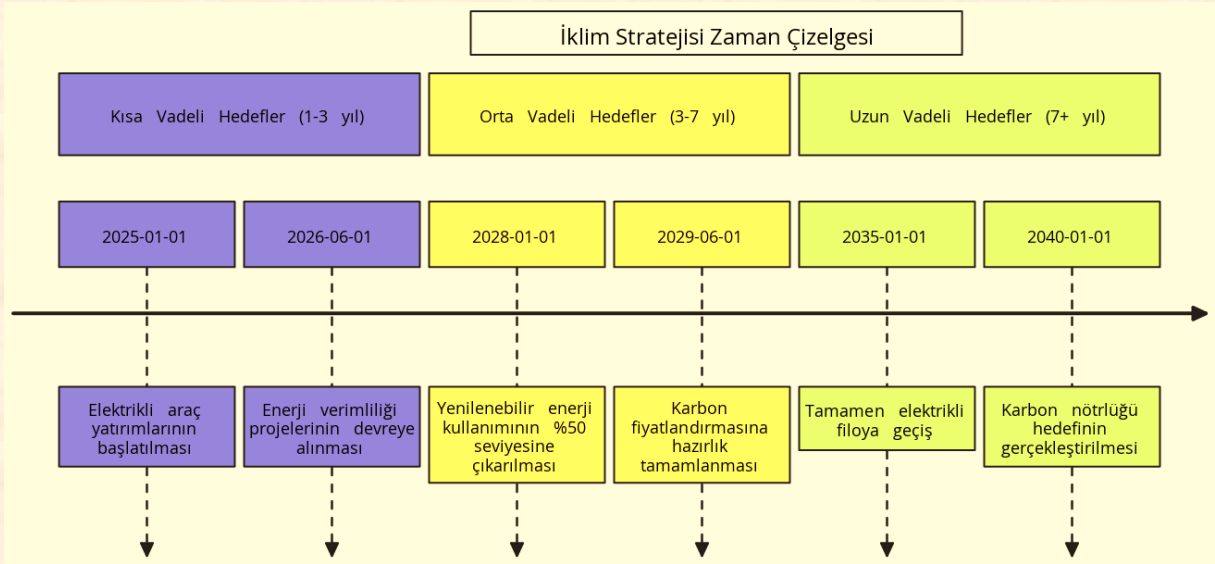 İklim Stratejisi Zaman Çizelgesi
Kısa Vadeli Hedefler (1-3 yıl)
Orta Vadeli Hedefler (3-7 yıl)
Uzun Vadeli Hedefler (7+ yıl)
2025-01-01
2026-06-01
2028-01-01
2029-06-01
2035-01-01
2040-01-01
Elektrikli araç
yatırımlarının
başlatılması
Enerji verimliliği
projelerinin devreye
alınması
Yenilenebilir enerji
kullanımının %50
seviyesine
çıkarılması
Karbon
fiyatlandırmasına
hazırlık
tamamlanması
Tamamen elektrikli
filoya geçiş
Karbon nötrlüğü
hedefinin
gerçekleştirilmesi